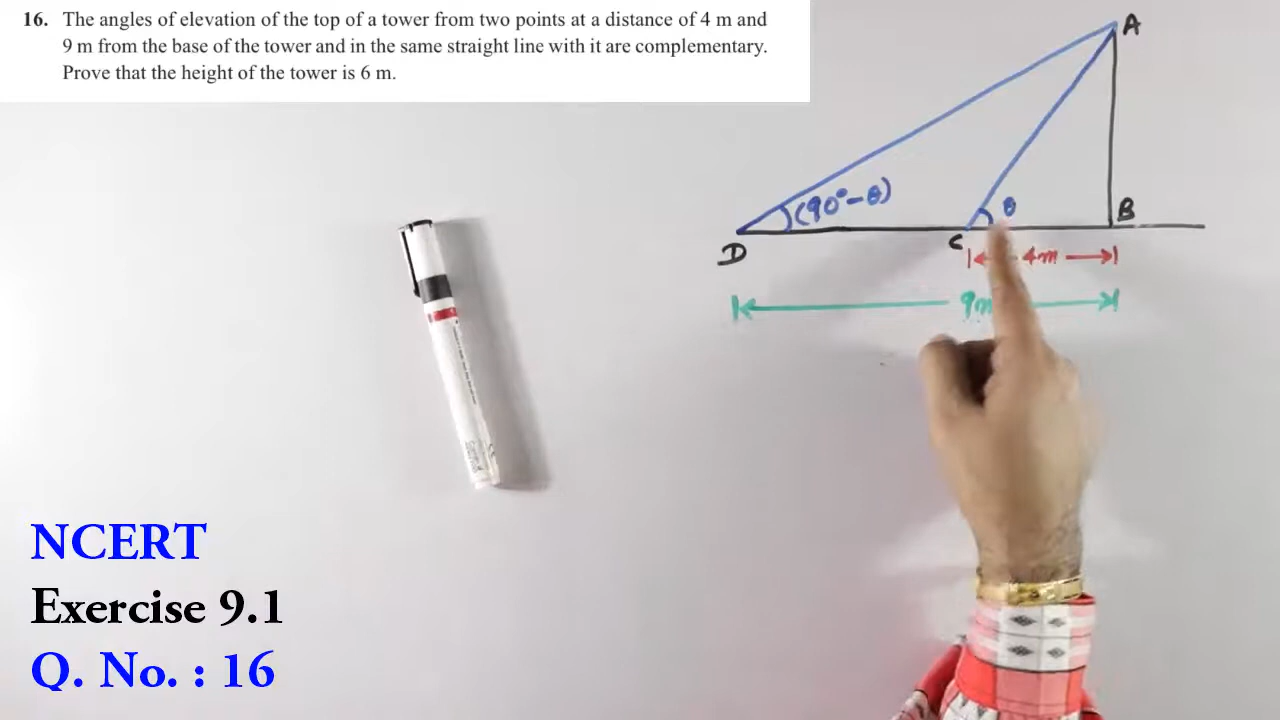 16. The angles of elevation of the top of a tower from two points at a distance of 4 m and
9 m from the base of the tower and in the same straight line with it are complementary.
Prove that the height of the tower is 6 m.
A
(90°-θ)
θ
B
D
C
4m
9m
NCERT
Exercise 9.1
Q. No. : 16